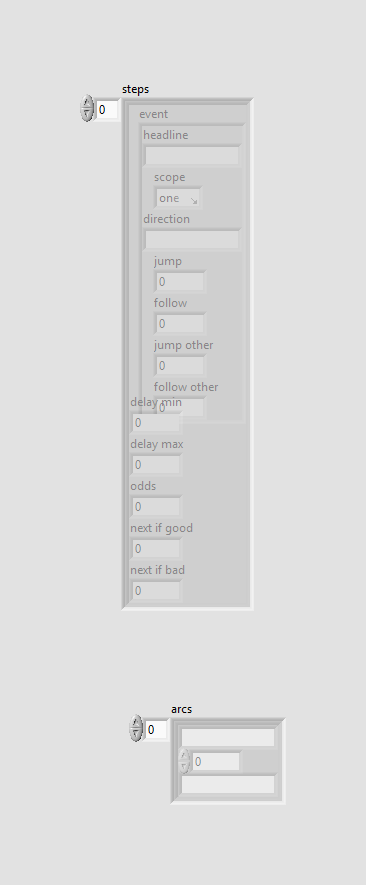 steps
0
event
headline
scope
one
direction
jump
0
follow
0
jump other
0
follow other
0
delay min
0
delay max
0
odds
0
next if good
0
next if bad
0
arcs
0
0